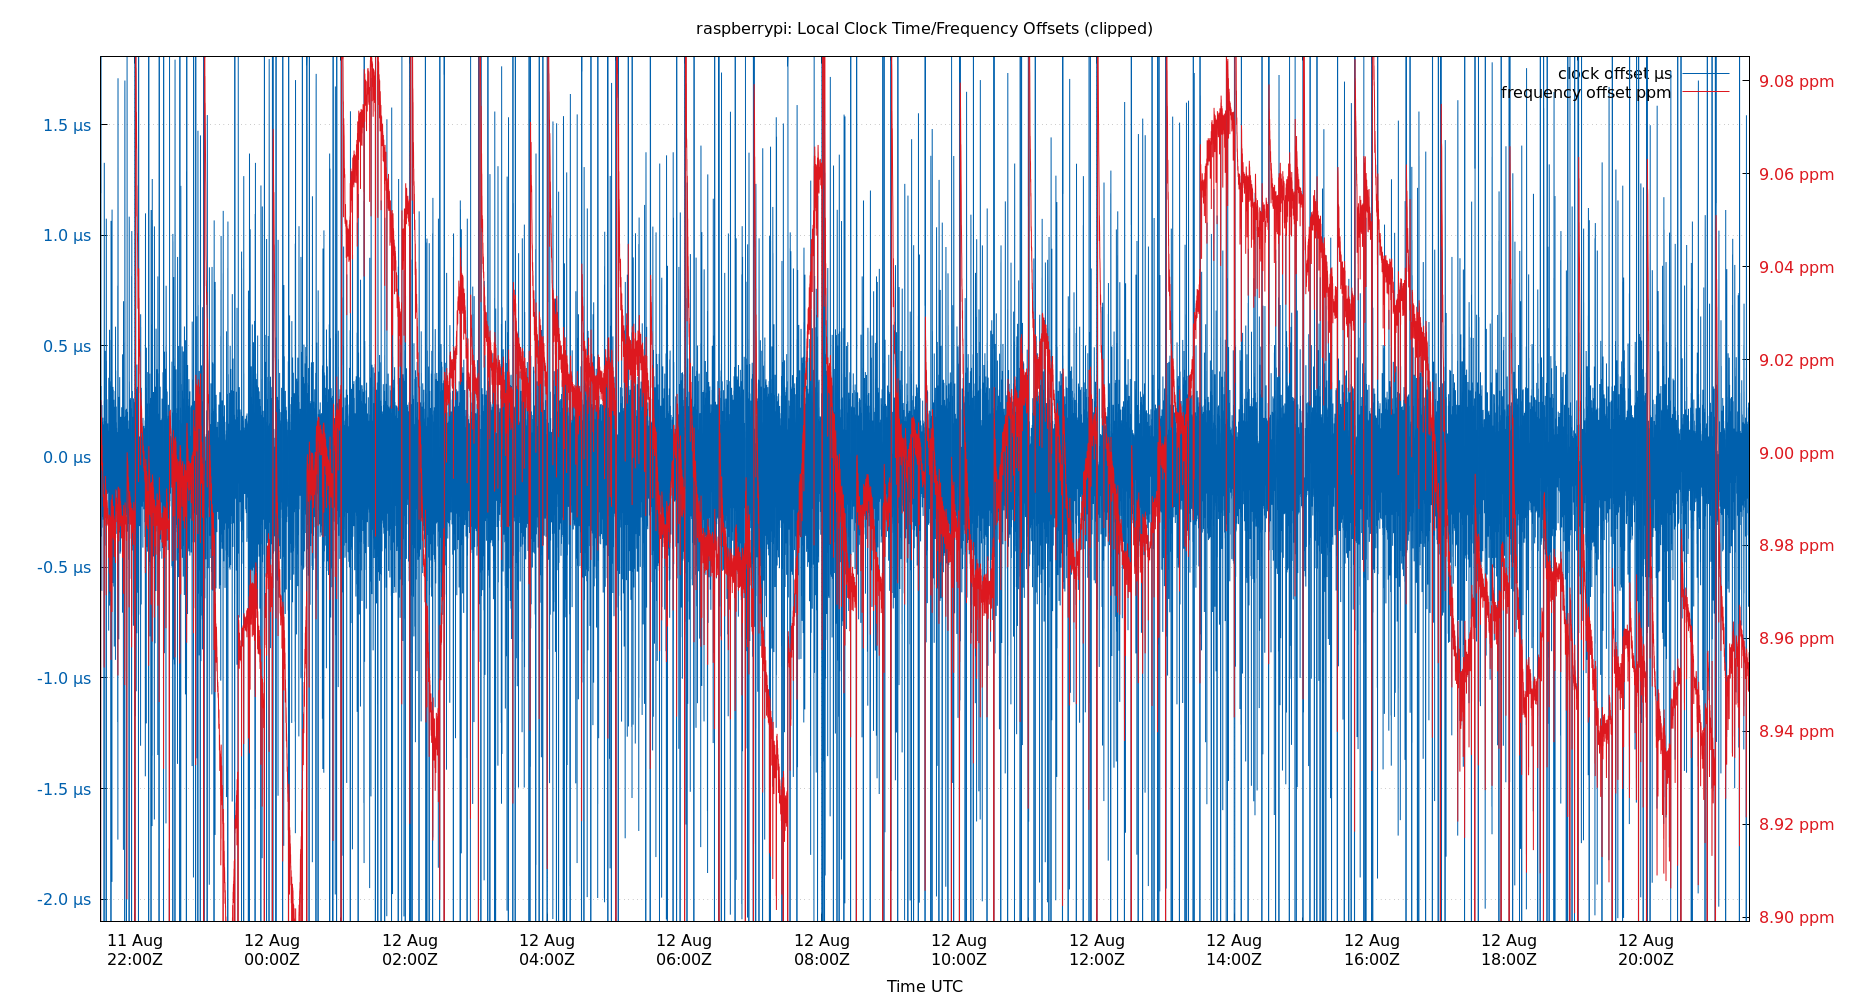 raspberrypi: Local Clock Time/Frequency Offsets (clipped)
clock offset µs
frequency offset ppm
1.5 µs
1.0 µs
0.5 µs
0.0 µs
-0.5 µs
-1.0 µs
-1.5 µs
-2.0 µs
9.08 ppm
9.06 ppm
9.04 ppm
9.02 ppm
9.00 ppm
8.98 ppm
8.96 ppm
8.94 ppm
8.92 ppm
8.90 ppm
11 Aug
22:00Z
12 Aug
00:00Z
12 Aug
02:00Z
12 Aug
04:00Z
12 Aug
06:00Z
12 Aug
08:00Z
12 Aug
10:00Z
12 Aug
12:00Z
12 Aug
14:00Z
12 Aug
16:00Z
12 Aug
18:00Z
12 Aug
20:00Z
Time UTC